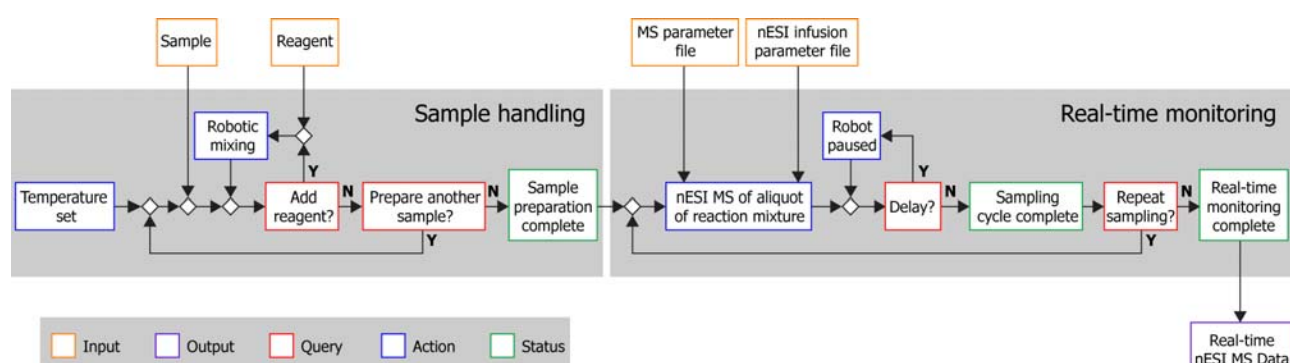 Sample
Reagent
MS parameter
file
nESI infusion
parameter file
Sample handling
Real-time monitoring
Robotic
mixing
Robot
paused
Y
Y
Temperature
set
Add
reagent?
N
Prepare another
sample?
N
Sample
preparation
complete
nESI MS of aliquot
of reaction mixture
Delay?
N
Sampling
cycle complete
Repeat
sampling?
N
Real-time
monitoring
complete
Y
Y
Input
Output
Query
Action
Status
Real-time
nESI MS Data